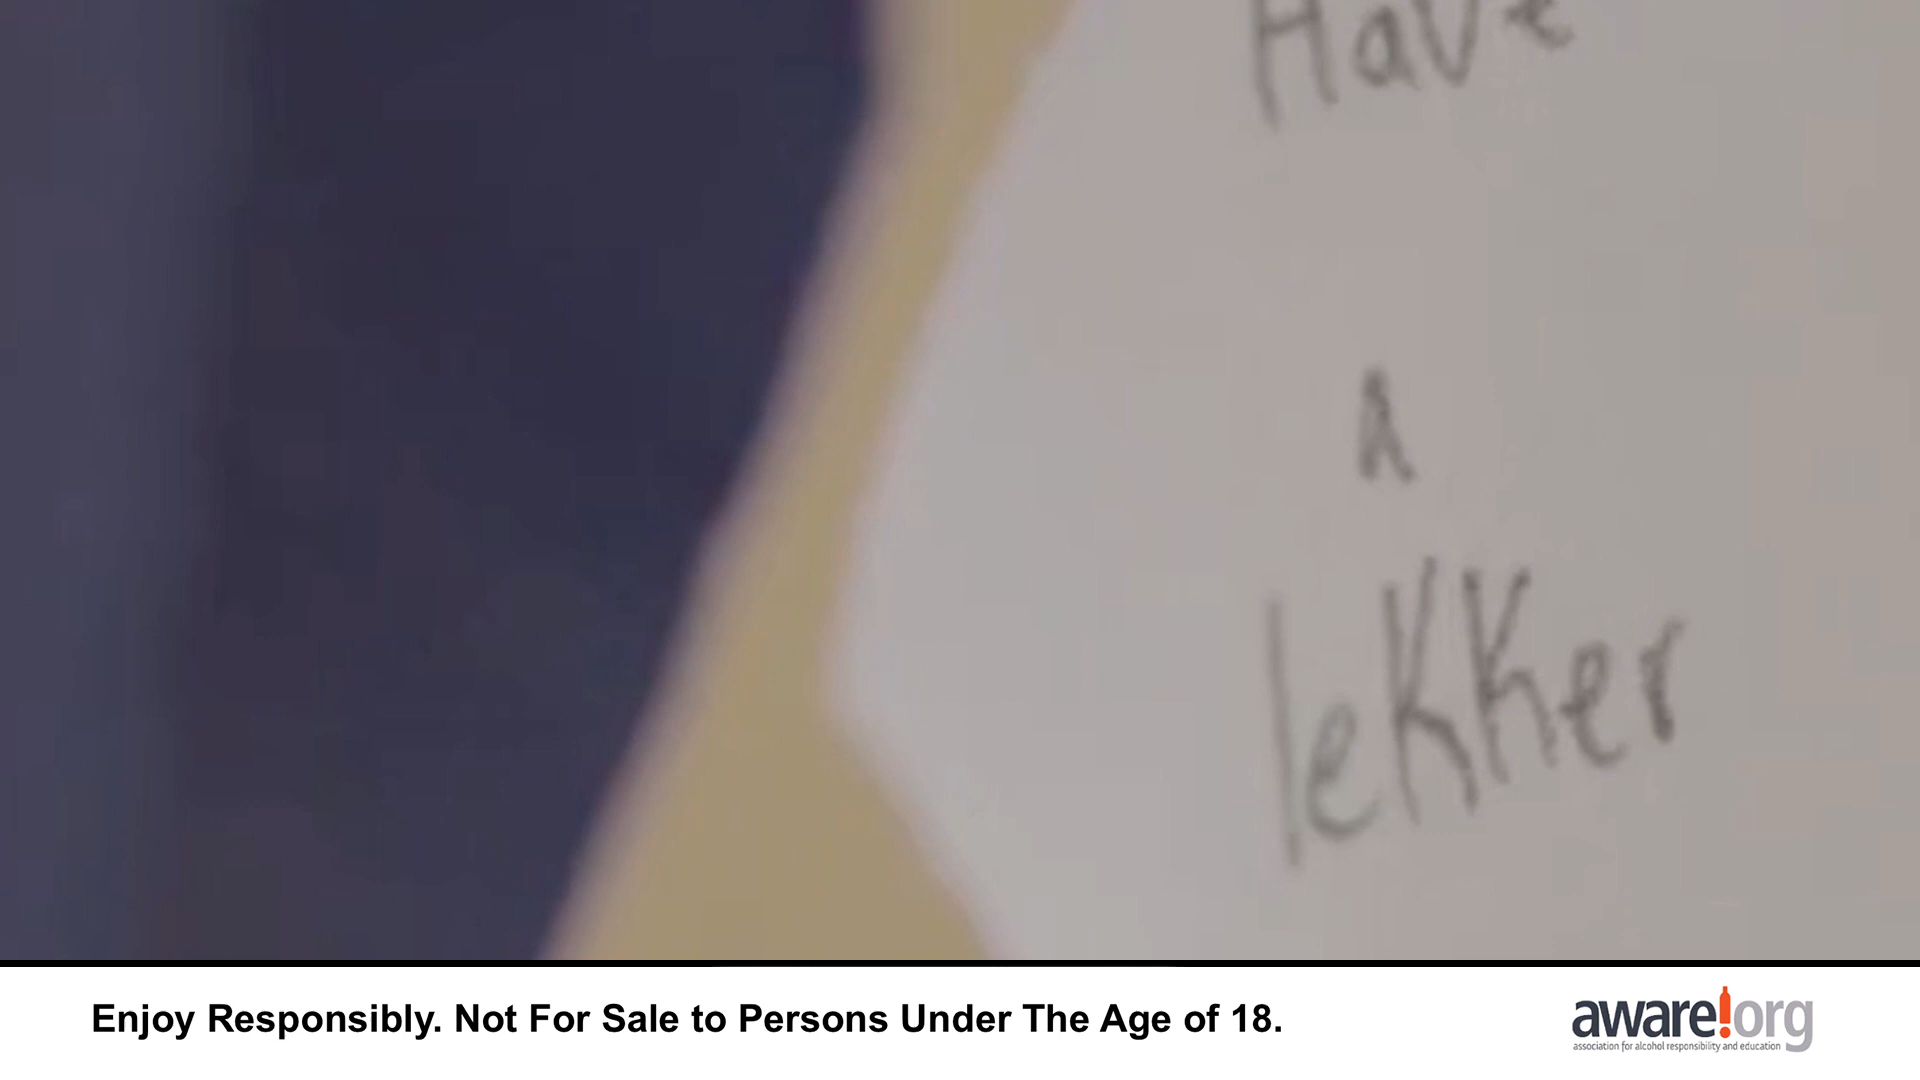 Have
a
lekker
Enjoy Responsibly. Not For Sale to Persons Under The Age of 18.
aware!org
association for alcohol responsibility and education